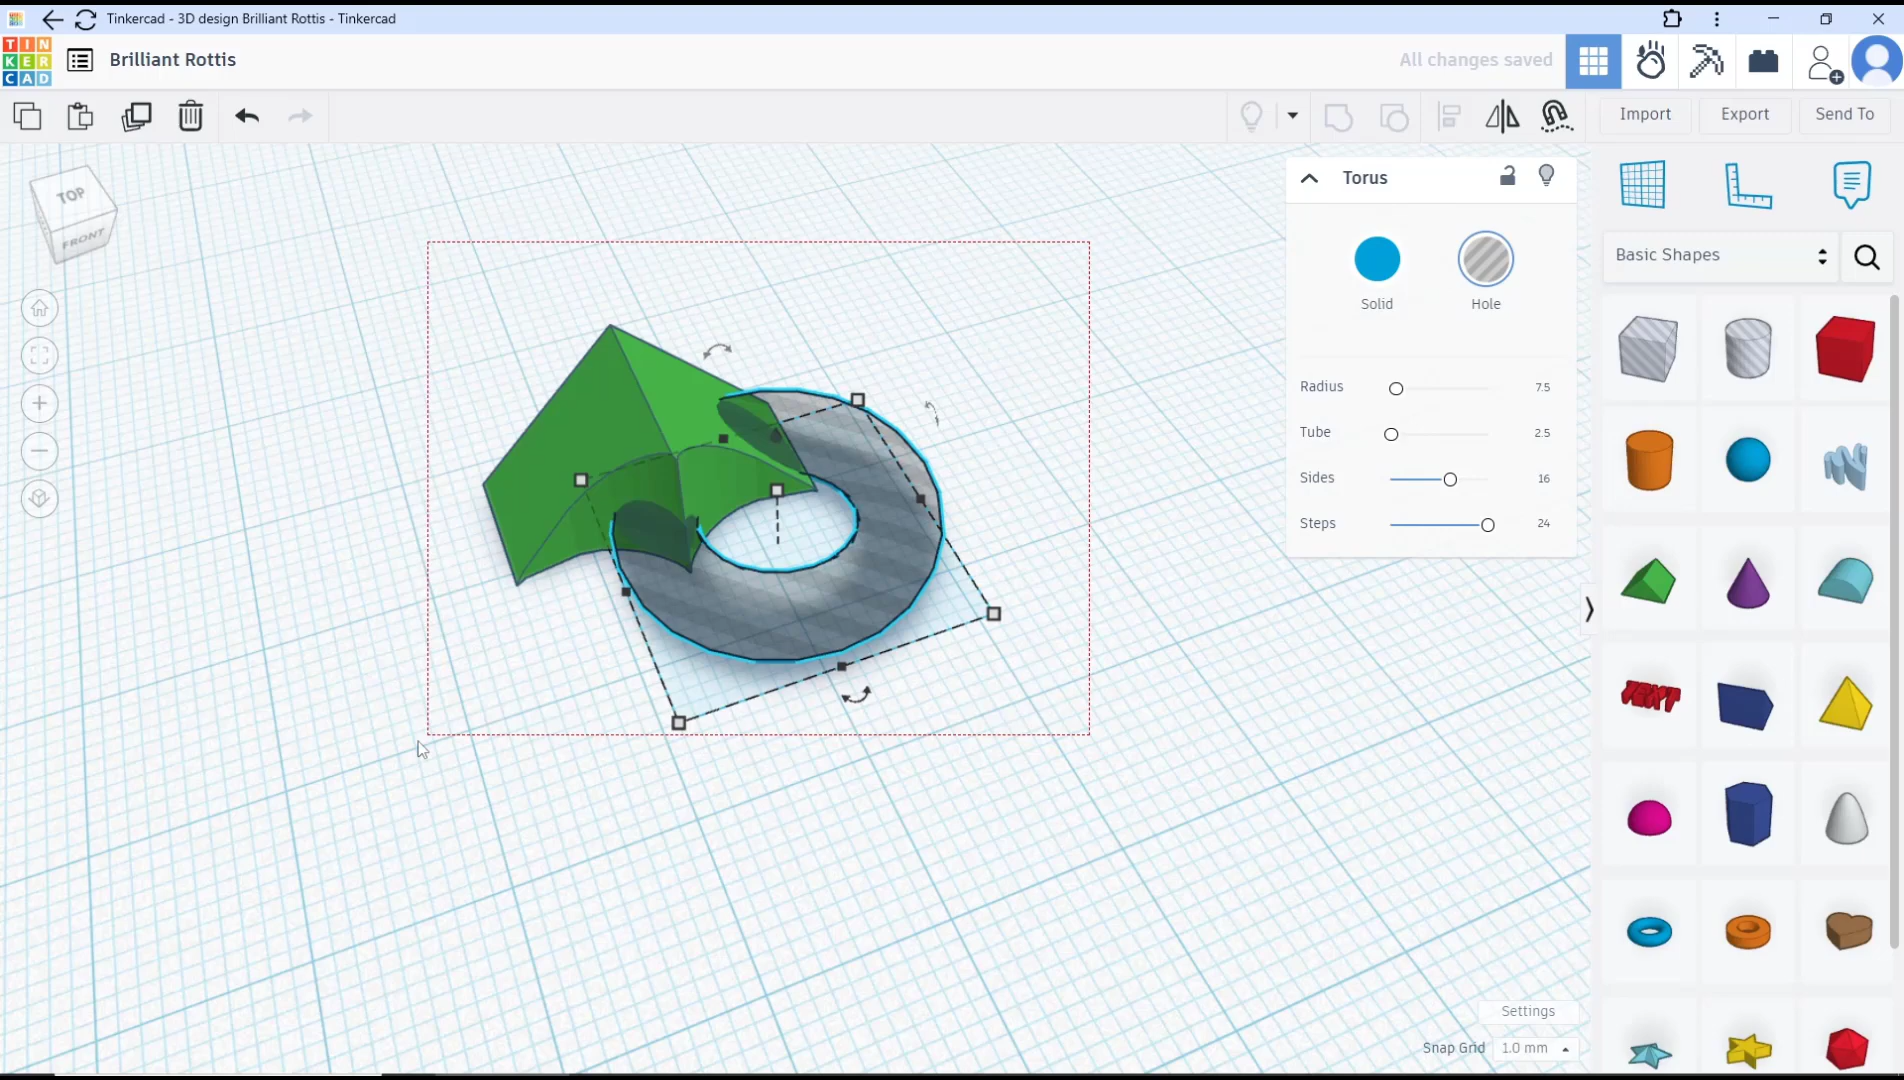 Tinkercad - 3D design Brilliant Rottis - Tinkercad
TIN
KER
CAD
Brilliant Rottis
All changes saved
Import
Export
Send To
TOP
FRONT
Torus
Solid
Hole
Radius
7.5
Tube
2.5
Sides
16
Steps
24
Basic Shapes
TEXT
Settings
Snap Grid
1.0 mm